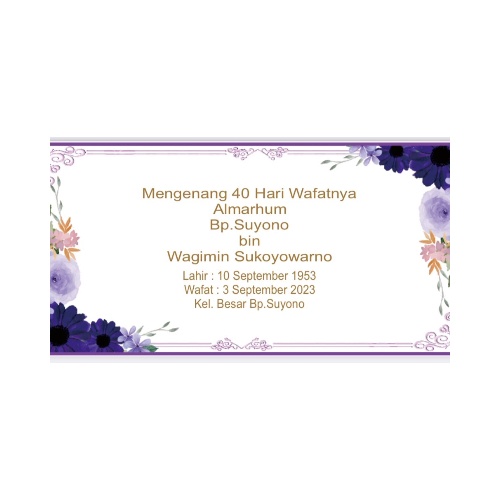 Mengenang 40 Hari Wafatnya
Almarhum
Bp.Suyono
bin
Wagimin Sukoyowarno
Lahir : 10 September 1953
Wafat : 3 September 2023
Kel. Besar Bp.Suyono